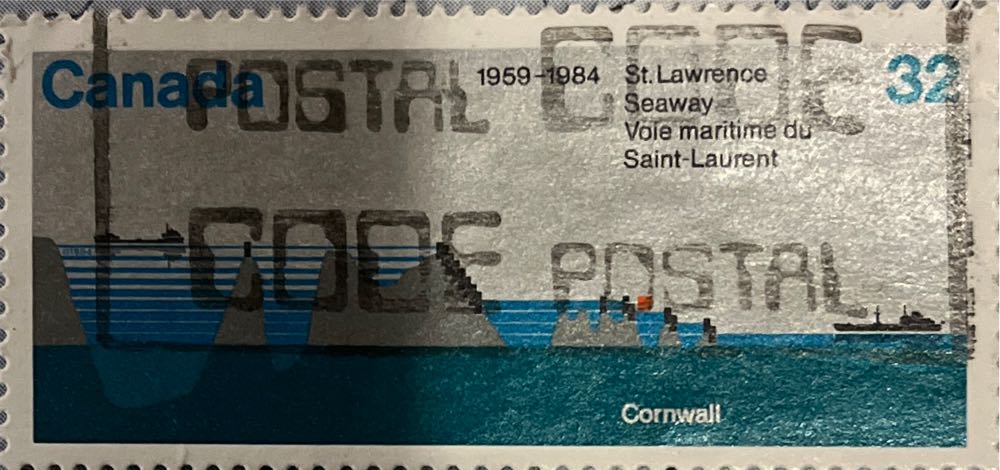 Canada
1959-1984
St. Lawrence
Seaway
Voie maritime du
Saint-Laurent
32
POSTAL CODE
CODE POSTAL
Cornwall